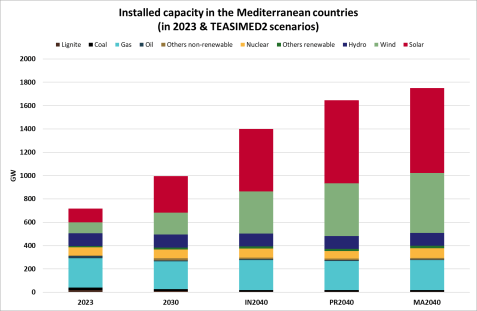 Installed capacity in the Mediterranean countries
(in 2023 & TEASIMED2 scenarios)
Lignite Coal Gas Oil Others non-renewable Nuclear Others renewable Hydro Wind Solar
2000
1800
1600
1400
1200
1000
800
600
400
200
0
GW
2023 2030 IN2040 PR2040 MA2040